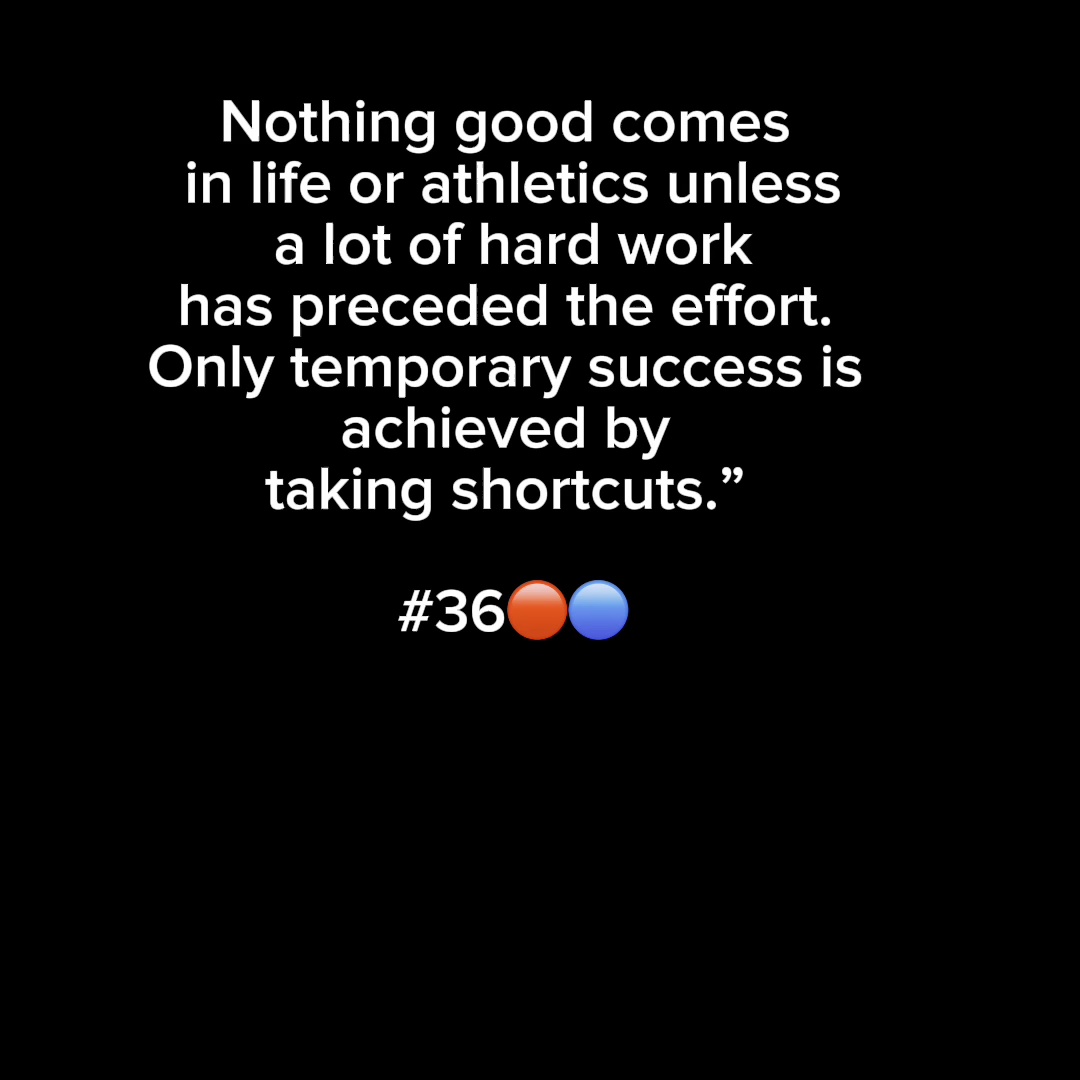 Nothing good comes
in life or athletics unless
a lot of hard work
has preceded the effort.
Only temporary success is
achieved by
taking shortcuts.”
#36🔴🔵